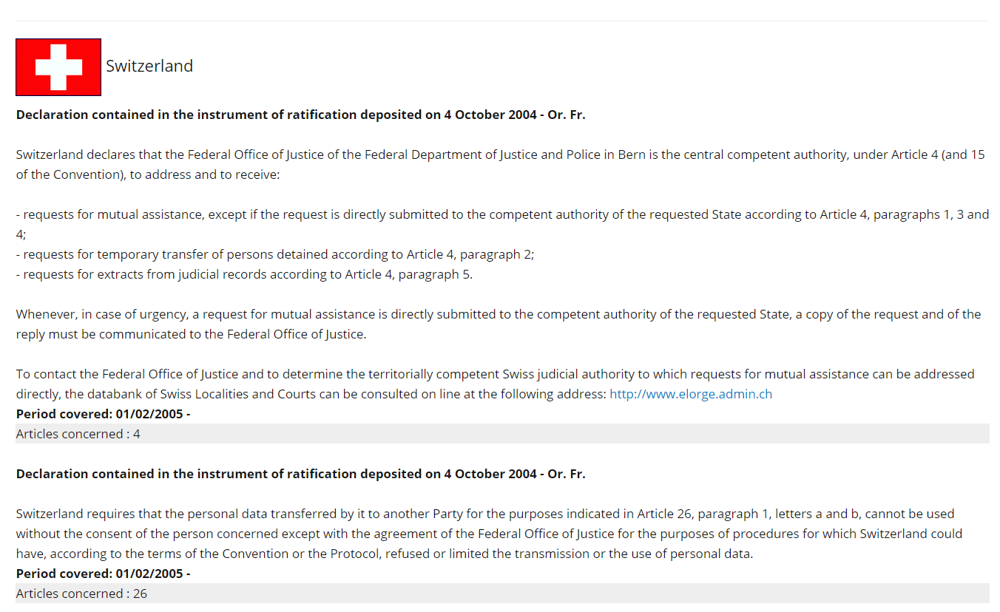 Switzerland
Declaration contained in the instrument of ratification deposited on 4 October 2004 - Or. Fr.
Switzerland declares that the Federal Office of Justice of the Federal Department of Justice and Police in Bern is the central competent authority, under Article 4 (and 15
of the Convention), to address and to receive:
- requests for mutual assistance, except if the request is directly submitted to the competent authority of the requested State according to Article 4, paragraphs 1, 3 and
4;
- requests for temporary transfer of persons detained according to Article 4, paragraph 2;
- requests for extracts from judicial records according to Article 4, paragraph 5.
Whenever, in case of urgency, a request for mutual assistance is directly submitted to the competent authority of the requested State, a copy of the request and of the
reply must be communicated to the Federal Office of Justice.
To contact the Federal Office of Justice and to determine the territorially competent Swiss judicial authority to which requests for mutual assistance can be addressed
directly, the databank of Swiss Localities and Courts can be consulted on line at the following address: http://www.elorge.admin.ch
Period covered: 01/02/2005 -
Articles concerned : 4
Declaration contained in the instrument of ratification deposited on 4 October 2004 - Or. Fr.
Switzerland requires that the personal data transferred by it to another Party for the purposes indicated in Article 26, paragraph 1, letters a and b, cannot be used
without the consent of the person concerned except with the agreement of the Federal Office of Justice for the purposes of procedures for which Switzerland could
have, according to the terms of the Convention or the Protocol, refused or limited the transmission or the use of personal data.
Period covered: 01/02/2005 -
Articles concerned : 26